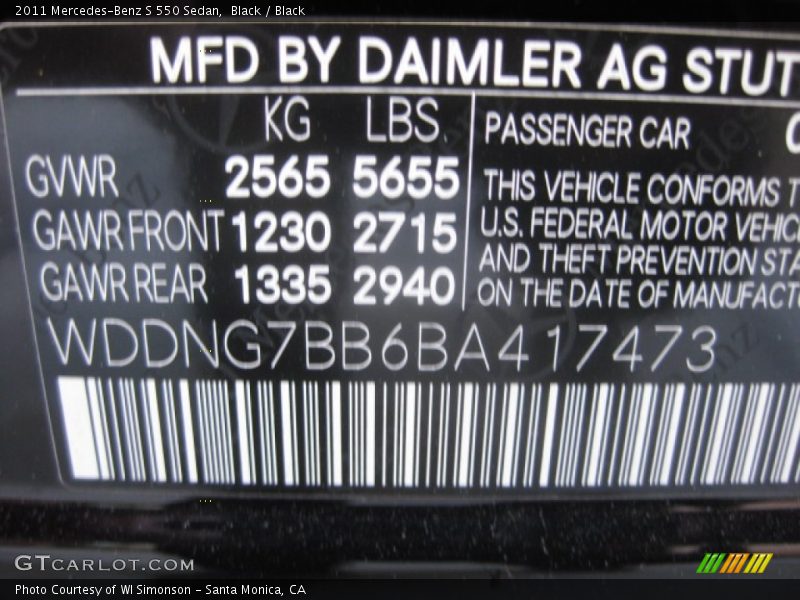 2011 Mercedes-Benz S 550 Sedan,  Black / Black
MFD BY DAIMLER AG STUT
KG LBS
GVWR 2565 5655
GAWR FRONT 1230 2715
GAWR REAR 1335 2940
PASSENGER CAR
THIS VEHICLE CONFORMS T
U.S. FEDERAL MOTOR VEHIC
AND THEFT PREVENTION STA
ON THE DATE OF MANUFACT
WDDNG7BB6BA417473
GTCARLOT.COM
Photo Courtesy of WI Simonson - Santa Monica, CA